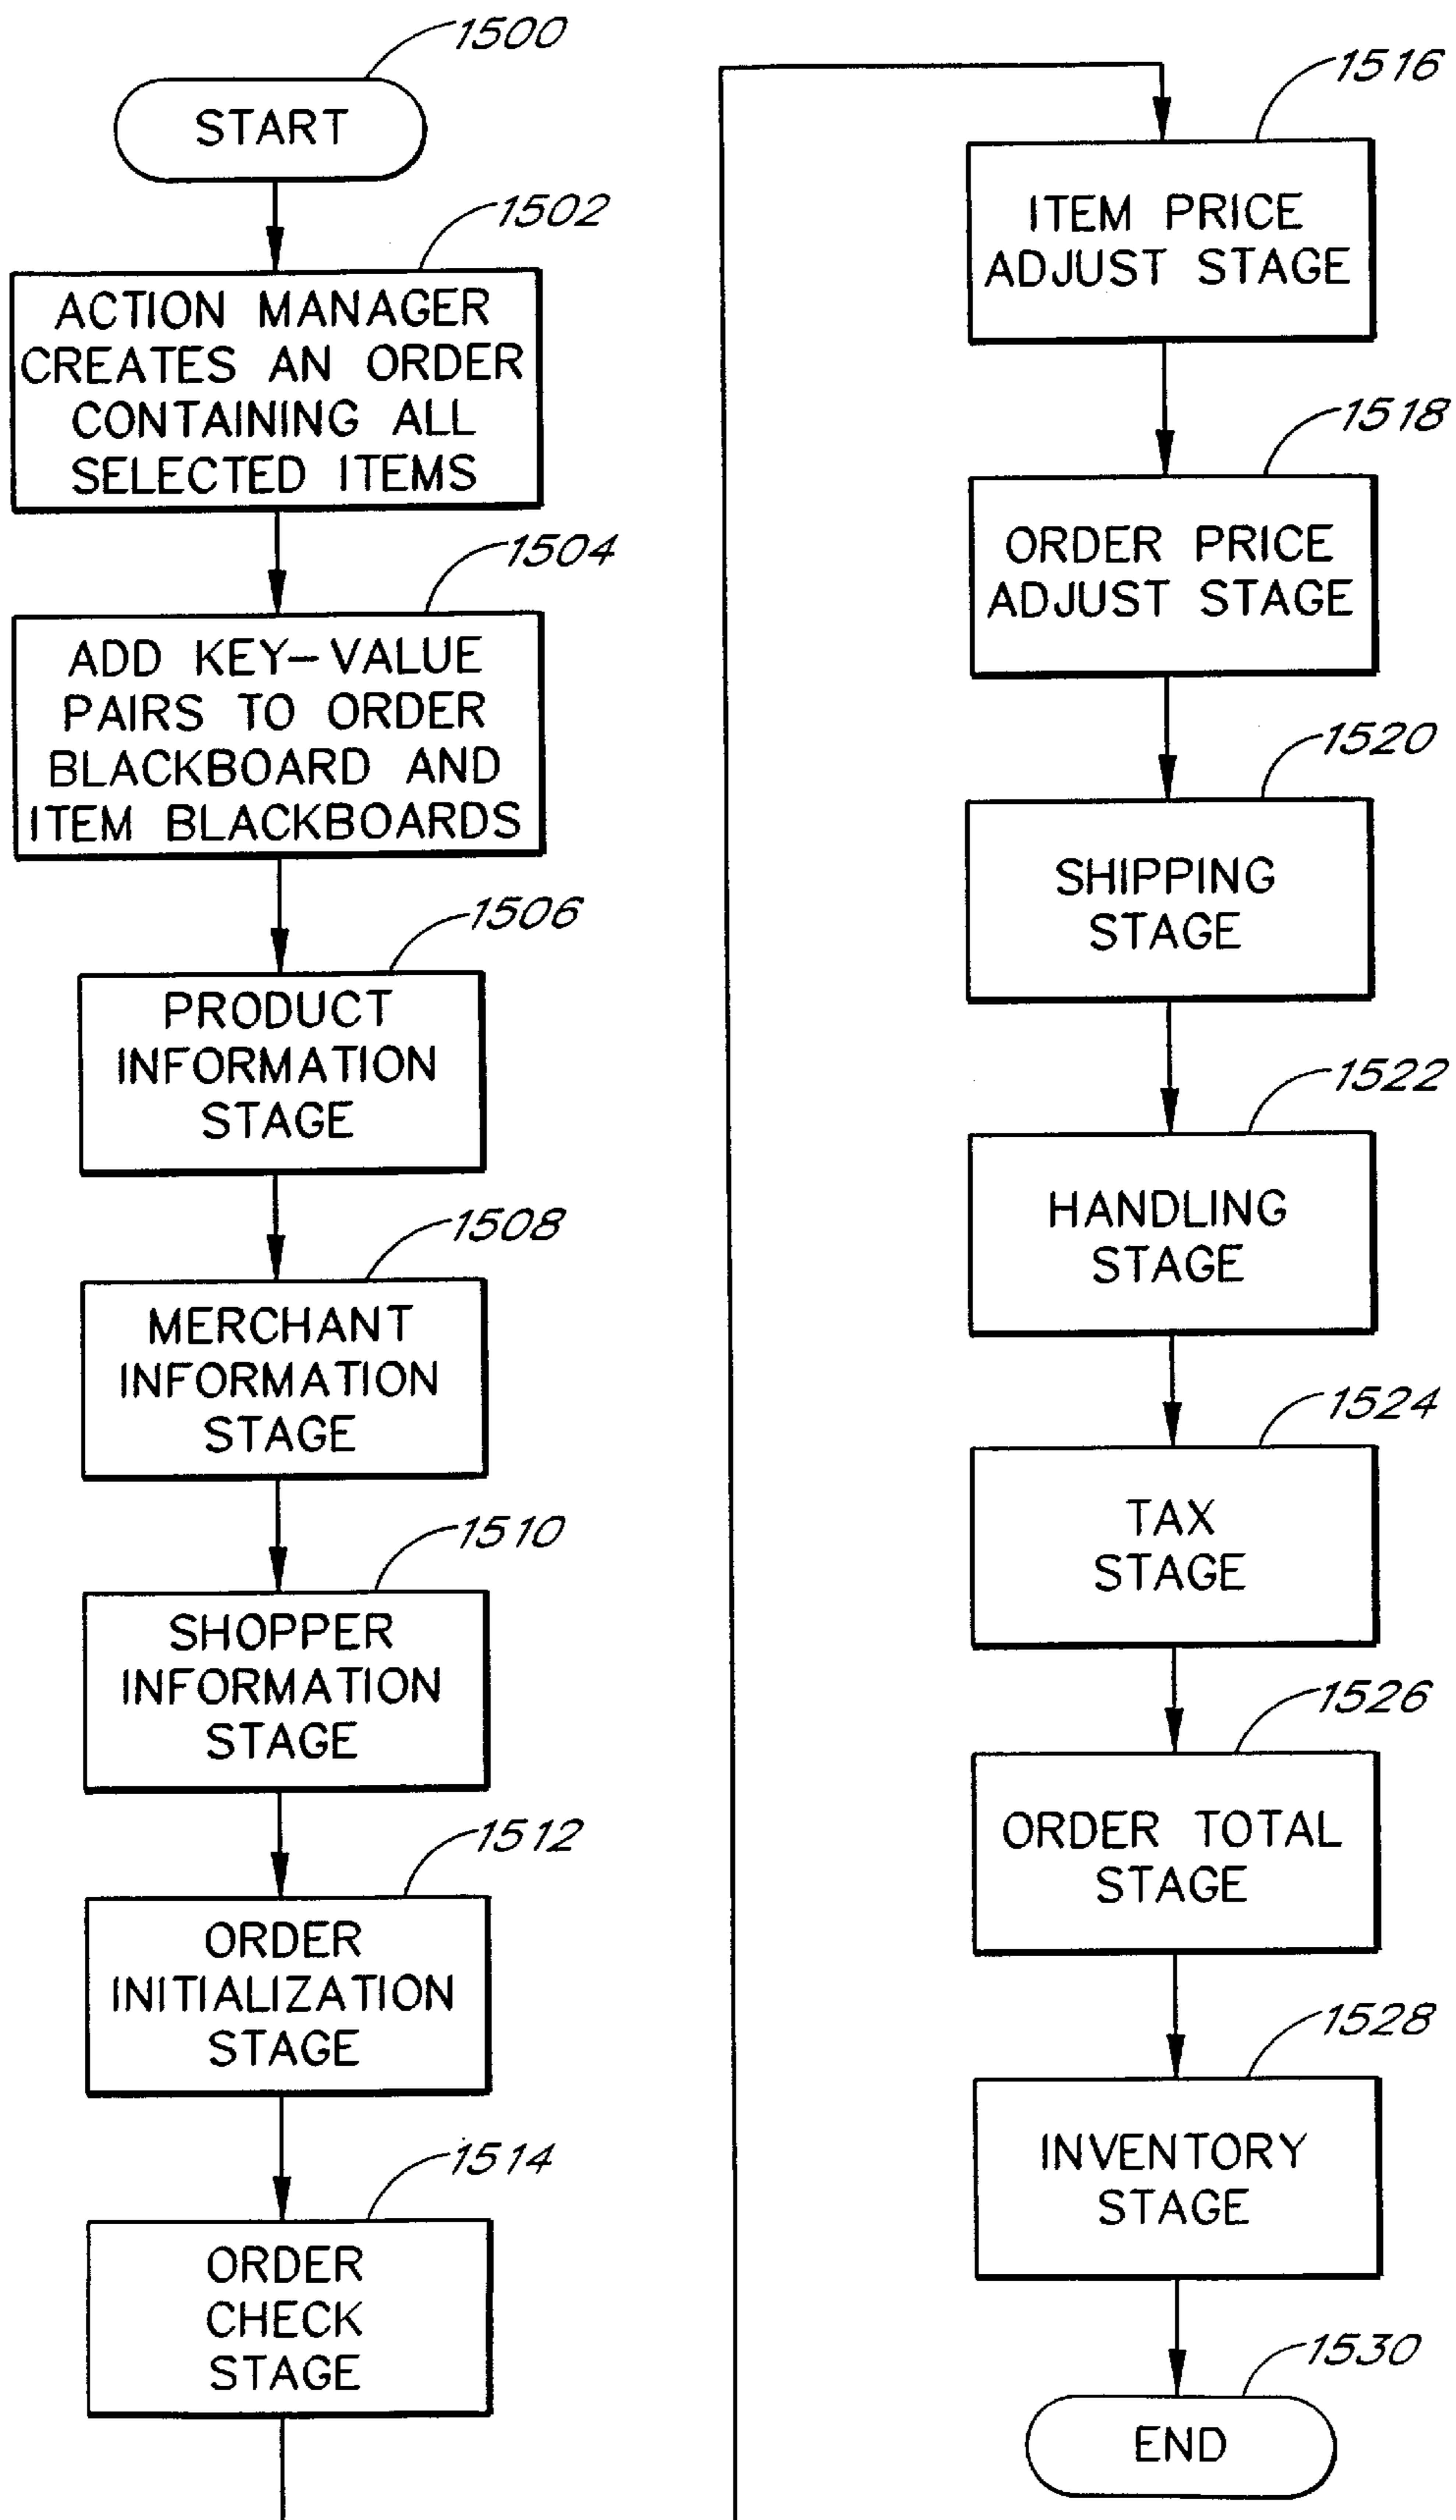 1500
START
1502
ACTION MANAGER
CREATES AN ORDER
CONTAINING ALL
SELECTED ITEMS
1504
ADD KEY-VALUE
PAIRS TO ORDER
BLACKBOARD AND
ITEM BLACKBOARDS
1506
PRODUCT
INFORMATION
STAGE
1508
MERCHANT
INFORMATION
STAGE
1510
SHOPPER
INFORMATION
STAGE
1512
ORDER
INITIALIZATION
STAGE
1514
ORDER
CHECK
STAGE
1516
ITEM PRICE
ADJUST STAGE
1518
ORDER PRICE
ADJUST STAGE
1520
SHIPPING
STAGE
1522
HANDLING
STAGE
1524
TAX
STAGE
1526
ORDER TOTAL
STAGE
1528
INVENTORY
STAGE
1530
END